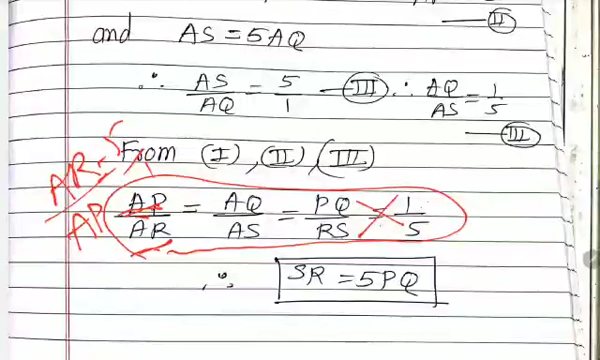 II
and AS = 5AQ
∴ AS/AQ = 5/1 — III ∴ AQ/AS = 1/5
— III
From (I), (II), (III)
AR/AP = 5/1
AP/AR = AQ/AS = PQ/RS = 1/5
∴ SR = 5PQ